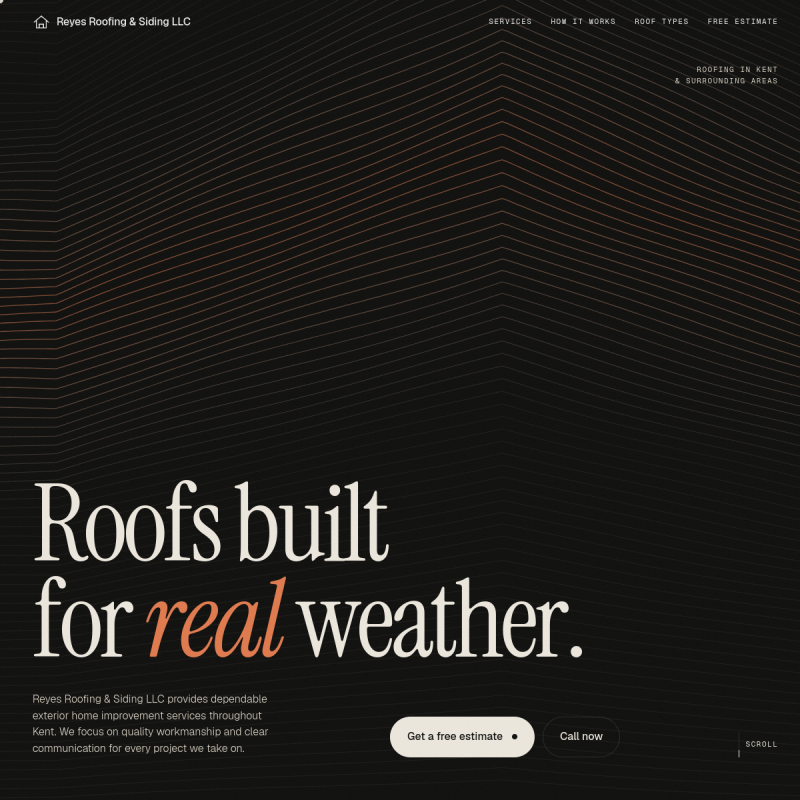 Reyes Roofing & Siding LLC
SERVICES HOW IT WORKS ROOF TYPES FREE ESTIMATE
ROOFING IN KENT
& SURROUNDING AREAS
Roofs built
for real weather.
Reyes Roofing & Siding LLC provides dependable
exterior home improvement services throughout
Kent. We focus on quality workmanship and clear
communication for every project we take on.
Get a free estimate
Call now
SCROLL